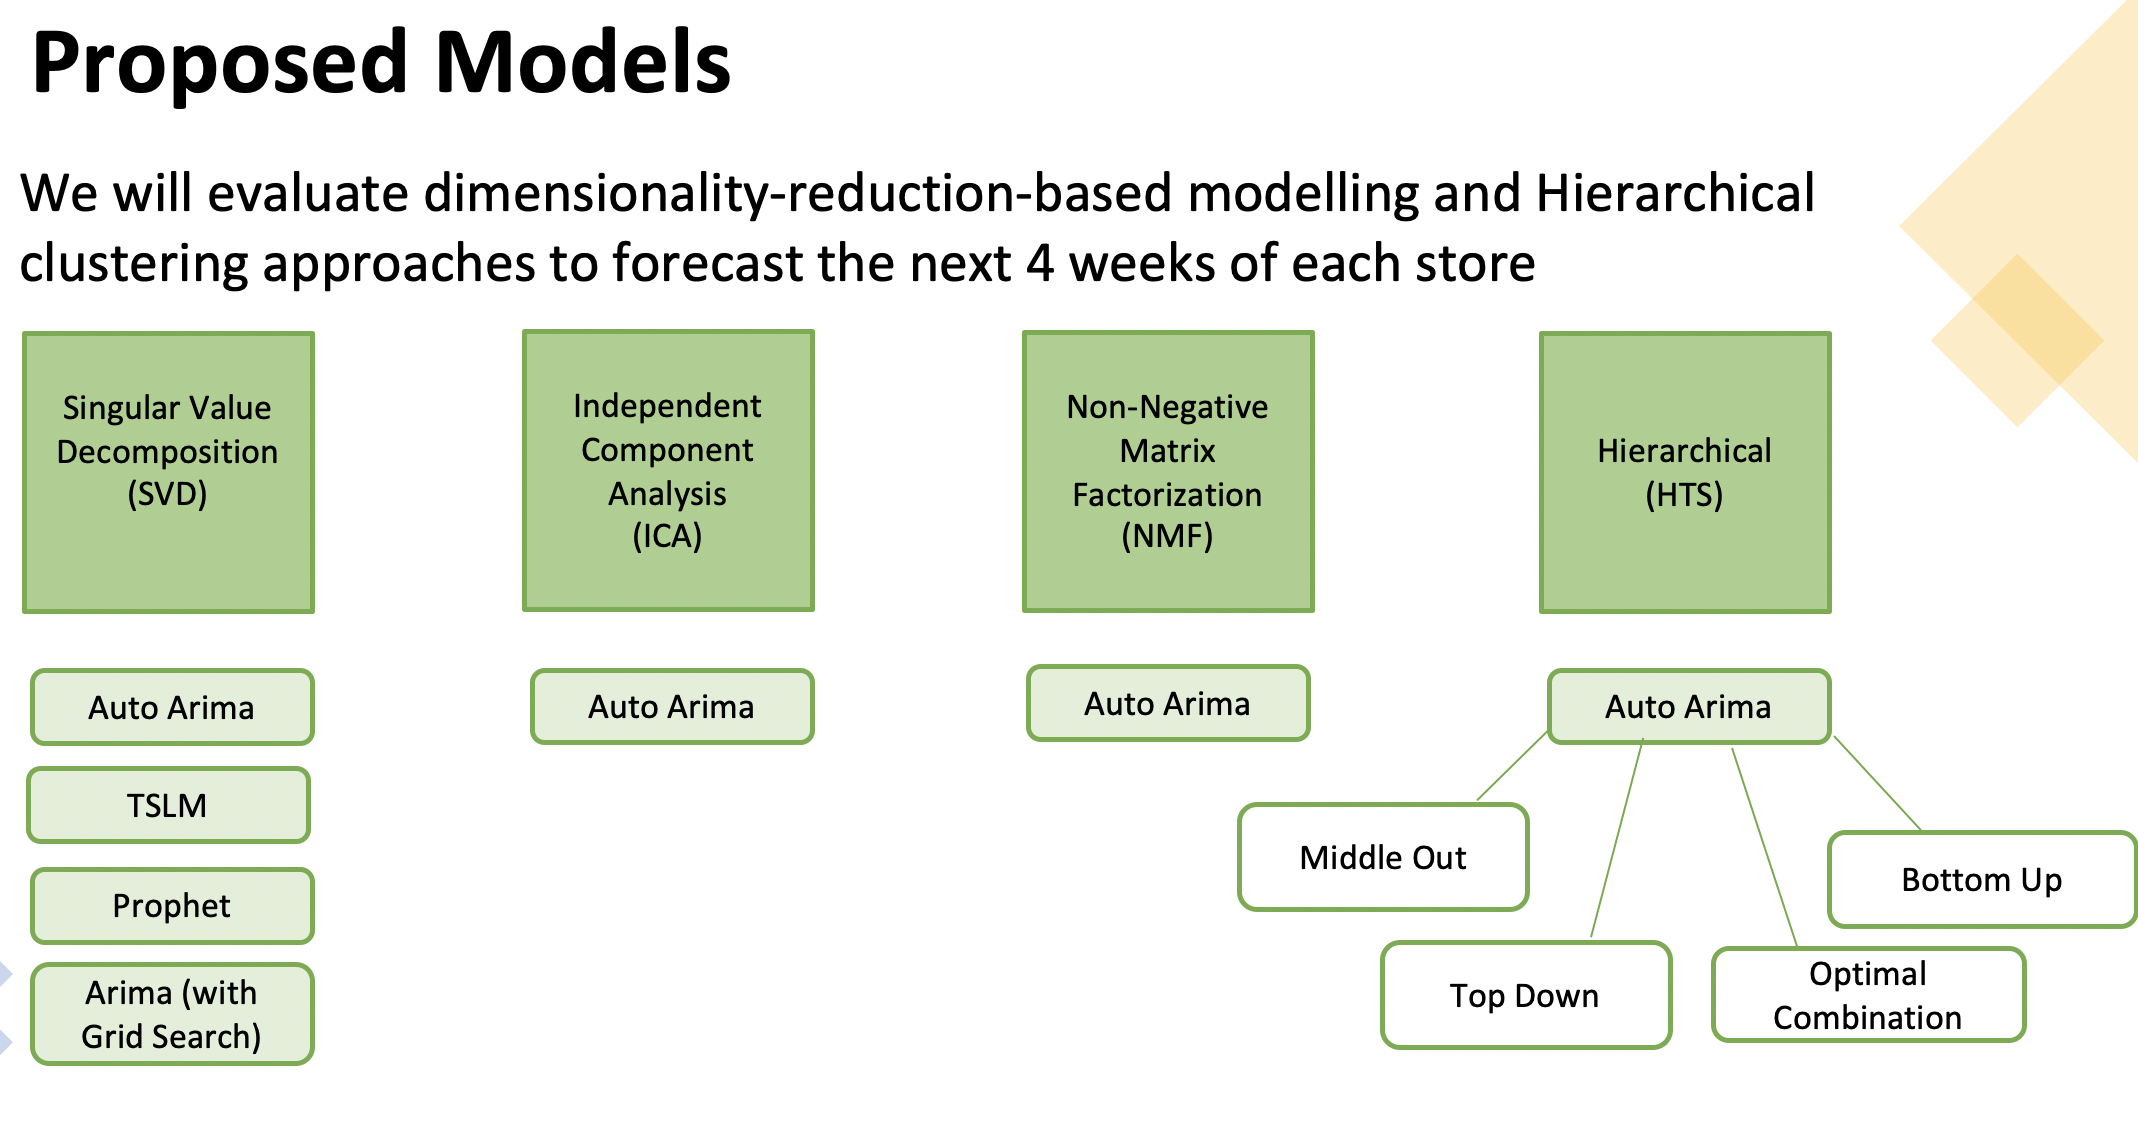 Proposed Models
We will evaluate dimensionality-reduction-based modelling and Hierarchical
clustering approaches to forecast the next 4 weeks of each store
Singular Value
Decomposition
(SVD)
Independent
Component
Analysis
(ICA)
Non-Negative
Matrix
Factorization
(NMF)
Hierarchical
(HTS)
Auto Arima
TSLM
Prophet
Arima (with
Grid Search)
Auto Arima
Auto Arima
Auto Arima
Middle Out
Top Down
Optimal
Combination
Bottom Up